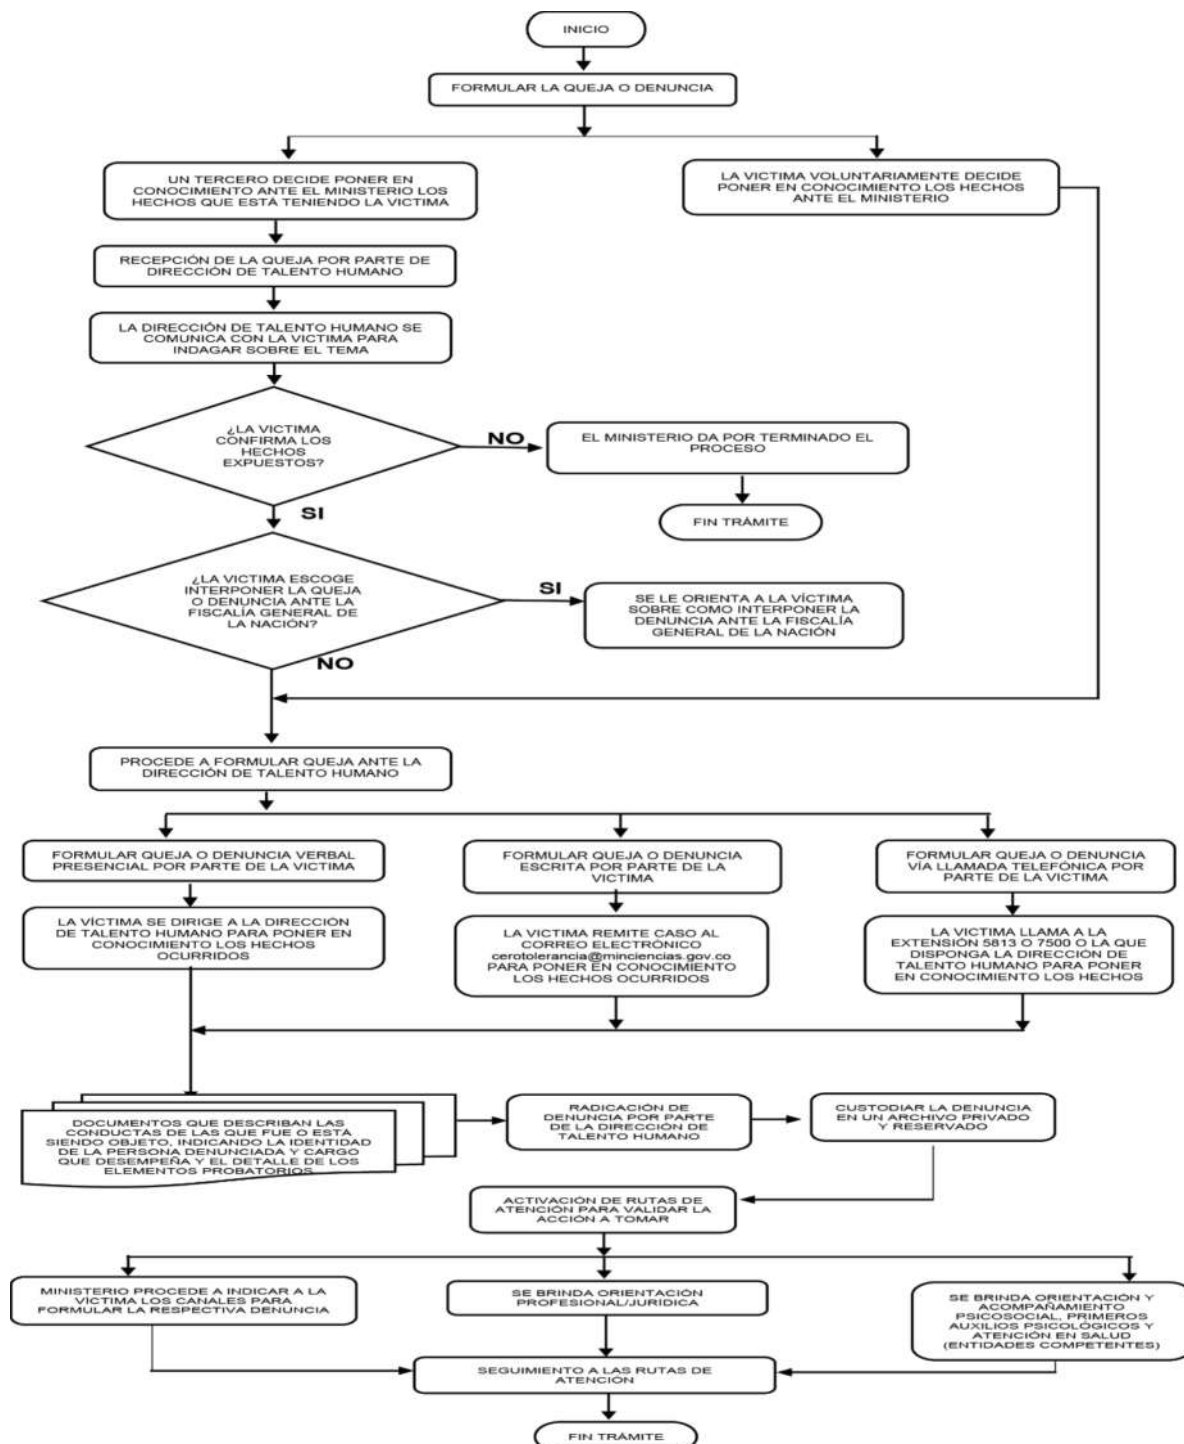 INICIO
FORMULAR LA QUEJA O DENUNCIA
UN TERCERO DECIDE PONER EN
CONOCIMIENTO ANTE EL MINISTERIO LOS
HECHOS QUE ESTÁ TENIENDO LA VICTIMA
LA VICTIMA VOLUNTARIAMENTE DECIDE
PONER EN CONOCIMIENTO LOS HECHOS
ANTE EL MINISTERIO
RECEPCIÓN DE LA QUEJA POR PARTE DE
DIRECCIÓN DE TALENTO HUMANO
LA DIRECCIÓN DE TALENTO HUMANO SE
COMUNICA CON LA VICTIMA PARA
INDAGAR SOBRE EL TEMA
¿LA VICTIMA
CONFIRMA LOS
HECHOS
EXPUESTOS?
NO
EL MINISTERIO DA POR TERMINADO EL
PROCESO
FIN TRÁMITE
SI
¿LA VICTIMA ESCOGE
INTERPONER LA QUEJA
O DENUNCIA ANTE LA
FISCALÍA GENERAL DE
LA NACIÓN?
SI
SE LE ORIENTA A LA VÍCTIMA
SOBRE COMO INTERPONER LA
DENUNCIA ANTE LA FISCALÍA
GENERAL DE LA NACIÓN
NO
PROCEDE A FORMULAR QUEJA ANTE LA
DIRECCIÓN DE TALENTO HUMANO
FORMULAR QUEJA O DENUNCIA VERBAL
PRESENCIAL POR PARTE DE LA VICTIMA
FORMULAR QUEJA O DENUNCIA
ESCRITA POR PARTE DE LA
VICTIMA
FORMULAR QUEJA O DENUNCIA
VÍA LLAMADA TELEFÓNICA POR
PARTE DE LA VICTIMA
LA VÍCTIMA SE DIRIGE A LA DIRECCIÓN
DE TALENTO HUMANO PARA PONER EN
CONOCIMIENTO LOS HECHOS
OCURRIDOS
LA VICTIMA REMITE CASO AL
CORREO ELECTRÓNICO
cerotolerancia@minciencias.gov.co
PARA PONER EN CONOCIMIENTO
LOS HECHOS OCURRIDOS
LA VICTIMA LLAMA A LA
EXTENSIÓN 5813 O 7500 O LA QUE
DISPONGA LA DIRECCIÓN DE
TALENTO HUMANO PARA PONER
EN CONOCIMIENTO LOS HECHOS
DOCUMENTOS QUE DESCRIBAN LAS
CONDUCTAS DE LAS QUE FUE O ESTÁ
SIENDO OBJETO, INDICANDO LA IDENTIDAD
DE LA PERSONA DENUNCIADA Y CARGO
QUE DESEMPEÑA Y EL DETALLE DE LOS
ELEMENTOS PROBATORIOS
RADICACIÓN DE
DENUNCIA POR PARTE
DE LA DIRECCIÓN DE
TALENTO HUMANO
CUSTODIAR LA DENUNCIA
EN UN ARCHIVO PRIVADO
Y RESERVADO
ACTIVACIÓN DE RUTAS DE
ATENCIÓN PARA VALIDAR LA
ACCIÓN A TOMAR
MINISTERIO PROCEDE A INDICAR A LA
VÍCTIMA LOS CANALES PARA
FORMULAR LA RESPECTIVA DENUNCIA
SE BRINDA ORIENTACIÓN
PROFESIONAL/JURÍDICA
SE BRINDA ORIENTACIÓN Y
ACOMPAÑAMIENTO
PSICOSOCIAL, PRIMEROS
AUXILIOS PSICOLÓGICOS Y
ATENCIÓN EN SALUD
(ENTIDADES COMPETENTES)
SEGUIMIENTO A LAS RUTAS DE
ATENCIÓN
FIN TRÁMITE